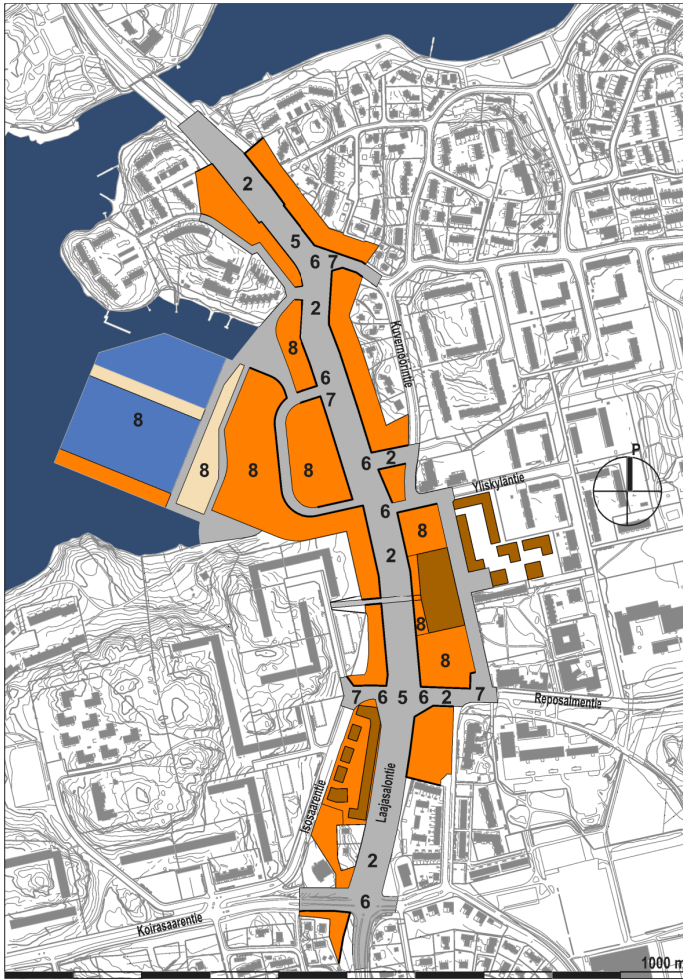 2
5
6 7
2
Kuvernöörintie
8
6
7
8
8
8
8
6 2
P
Yliskyläntie
6
8
2
8
8
7 6 5 6 2 7
Reposalmentie
Laajasalontie
Isosaarentie
2
6
Koirasaarentie
1000 m